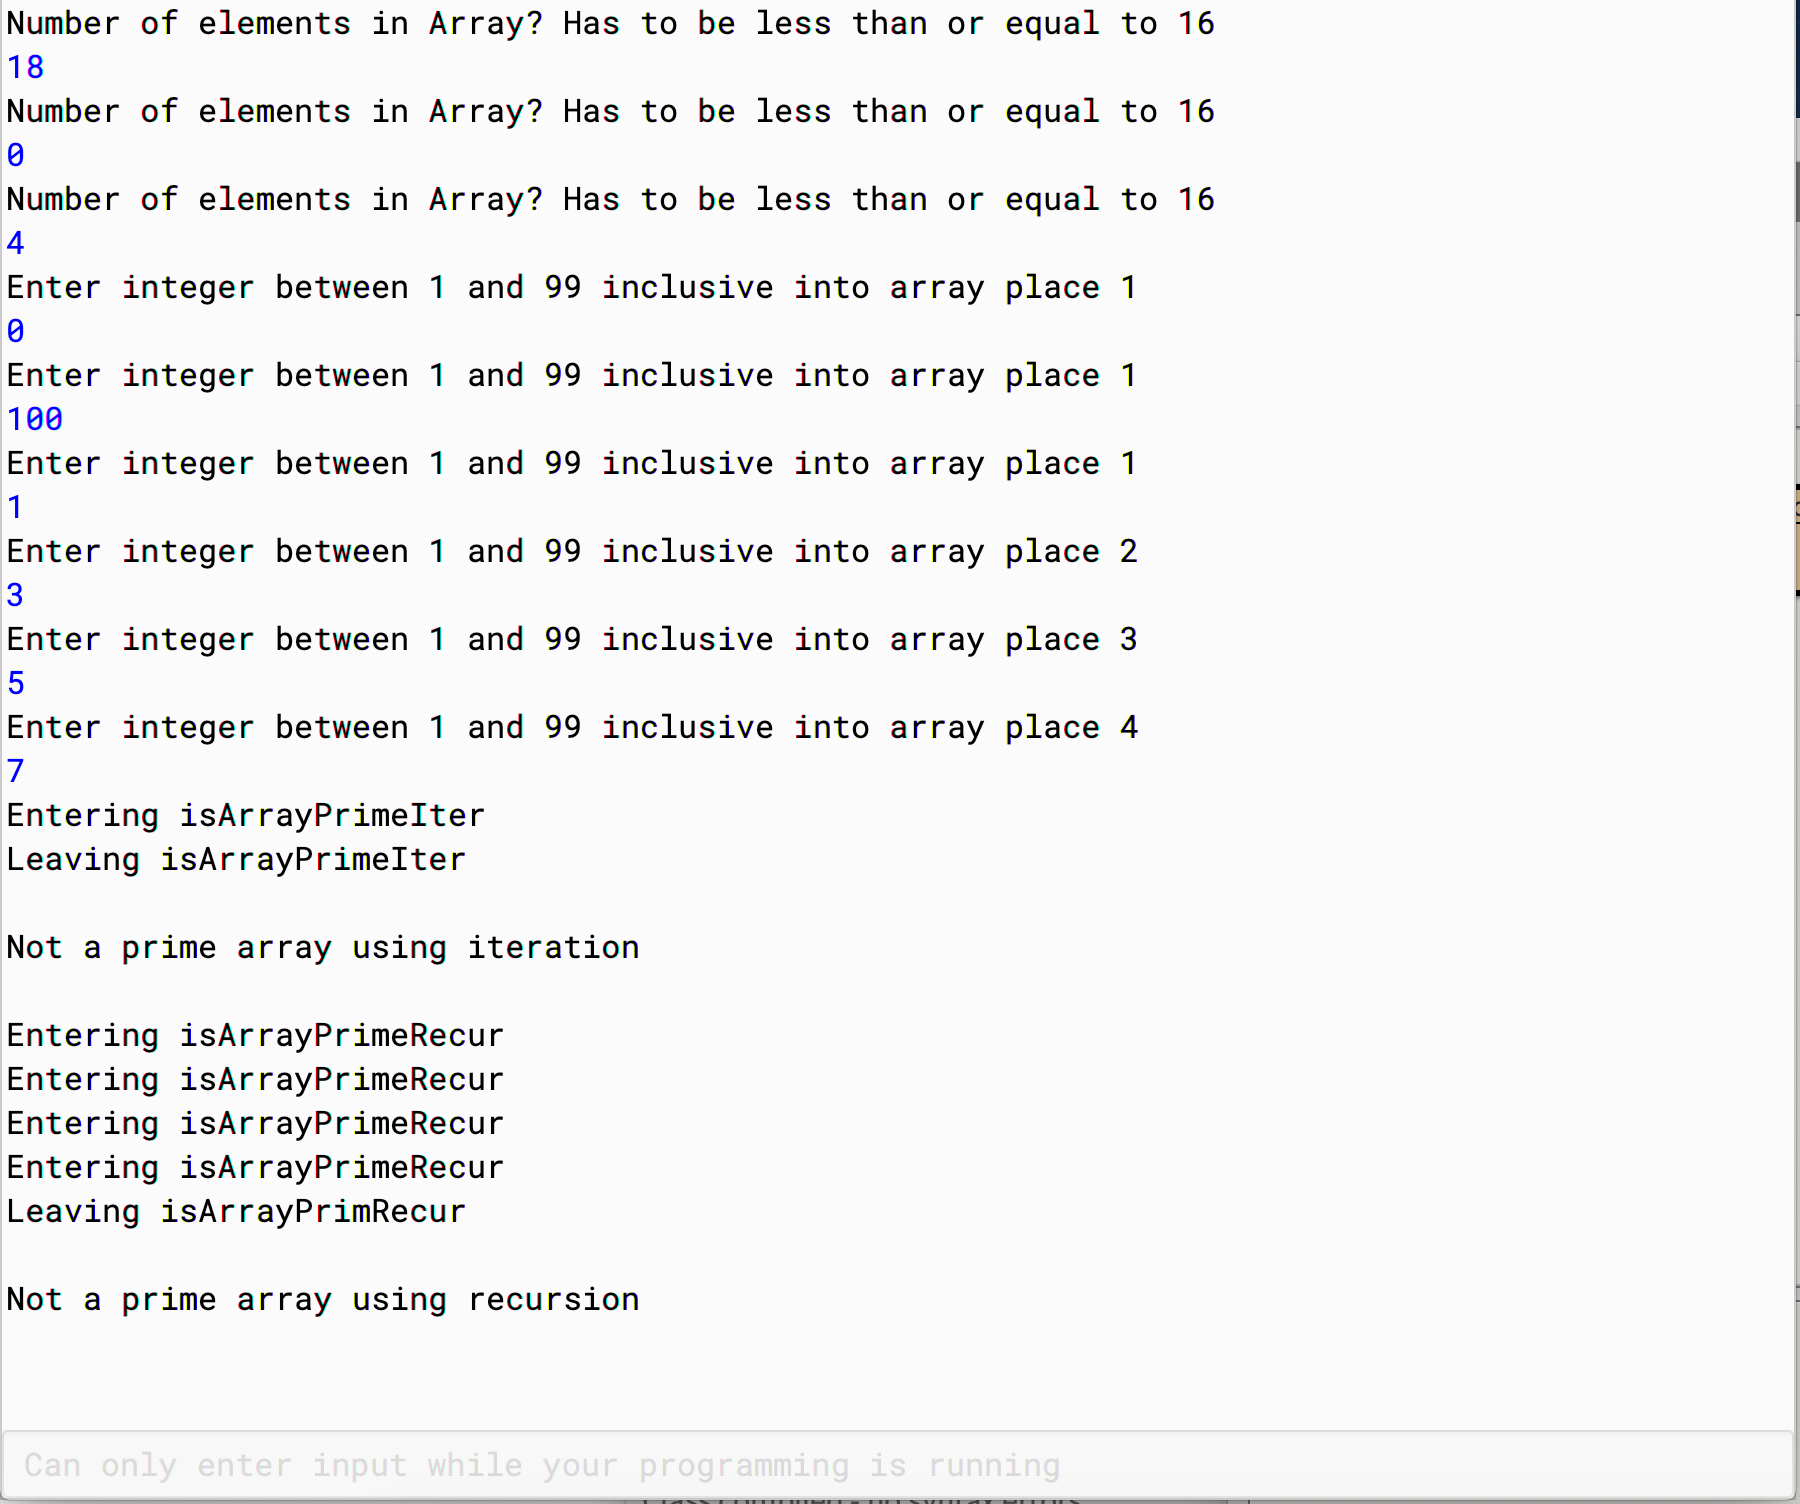 Number of elements in Array? Has to be less than or equal to 16
18
Number of elements in Array? Has to be less than or equal to 16
0
Number of elements in Array? Has to be less than or equal to 16
4
Enter integer between 1 and 99 inclusive into array place 1
0
Enter integer between 1 and 99 inclusive into array place 1
100
Enter integer between 1 and 99 inclusive into array place 1
1
Enter integer between 1 and 99 inclusive into array place 2
3
Enter integer between 1 and 99 inclusive into array place 3
5
Enter integer between 1 and 99 inclusive into array place 4
7
Entering isArrayPrimeIter
Leaving isArrayPrimeIter
Not a prime array using iteration
Entering isArrayPrimeRecur
Entering isArrayPrimeRecur
Entering isArrayPrimeRecur
Entering isArrayPrimeRecur
Leaving isArrayPrimRecur
Not a prime array using recursion
Can only enter input while your programming is running